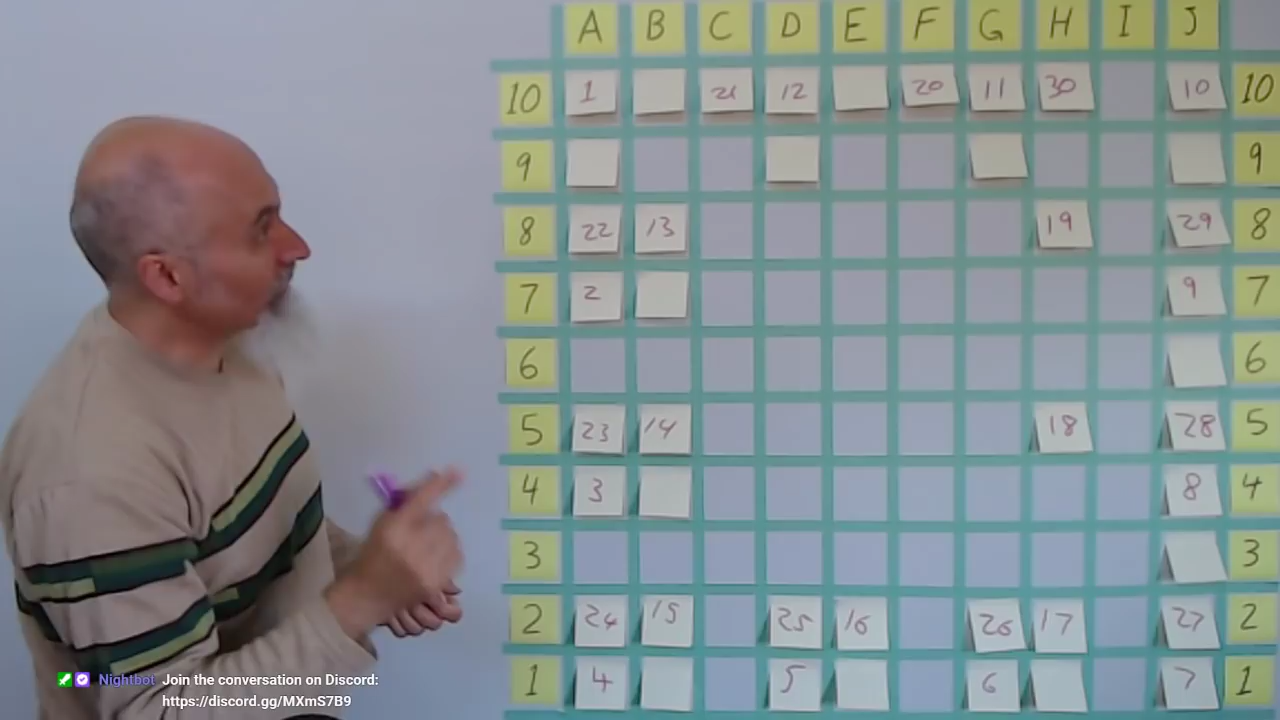 A B C D E F G H I J
10 1 21 12 20 11 30 10 10
9 9
8 22 13 19 29 8
7 2 9 7
6 6
5 23 14 18 28 5
4 3 8 4
3 3
2 24 15 25 16 26 17 27 2
1 4 5 6 7 1
Nightbot Join the conversation on Discord:
https://discord.gg/MXmS7B9